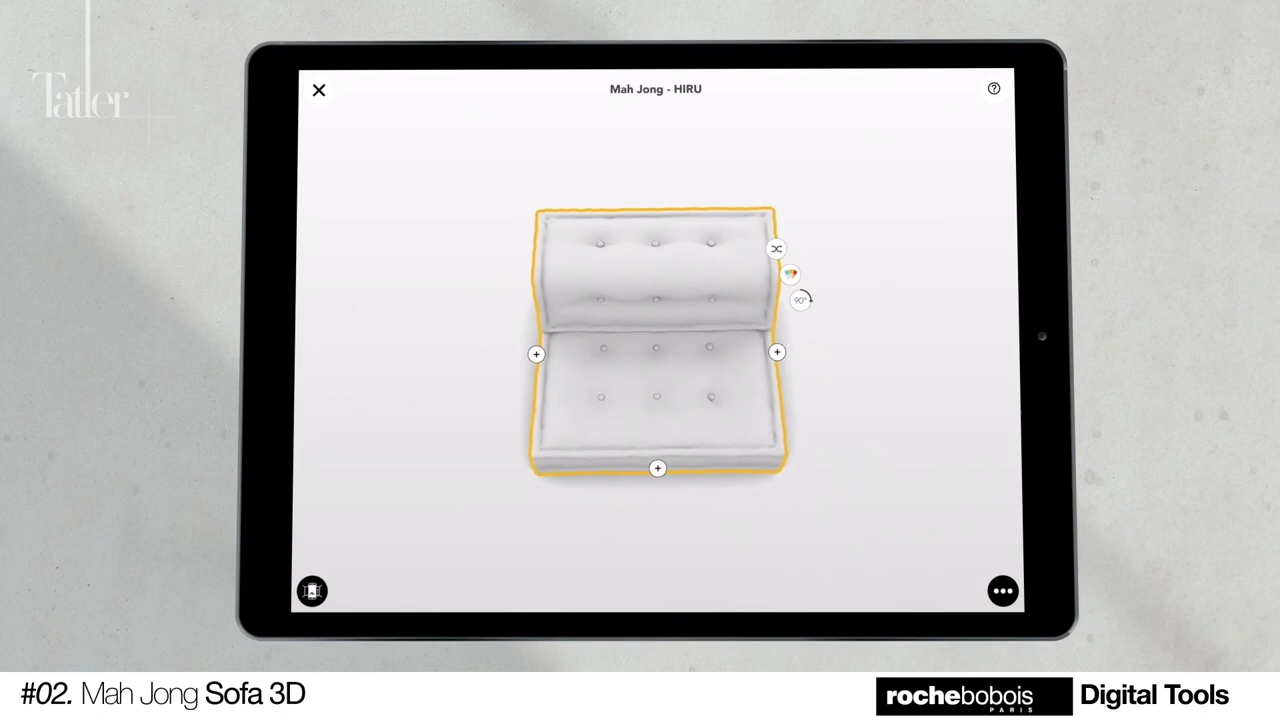 Tatler
Mah Jong - HIRU
90°
#02. Mah Jong Sofa 3D
rochebobois
PARIS
Digital Tools